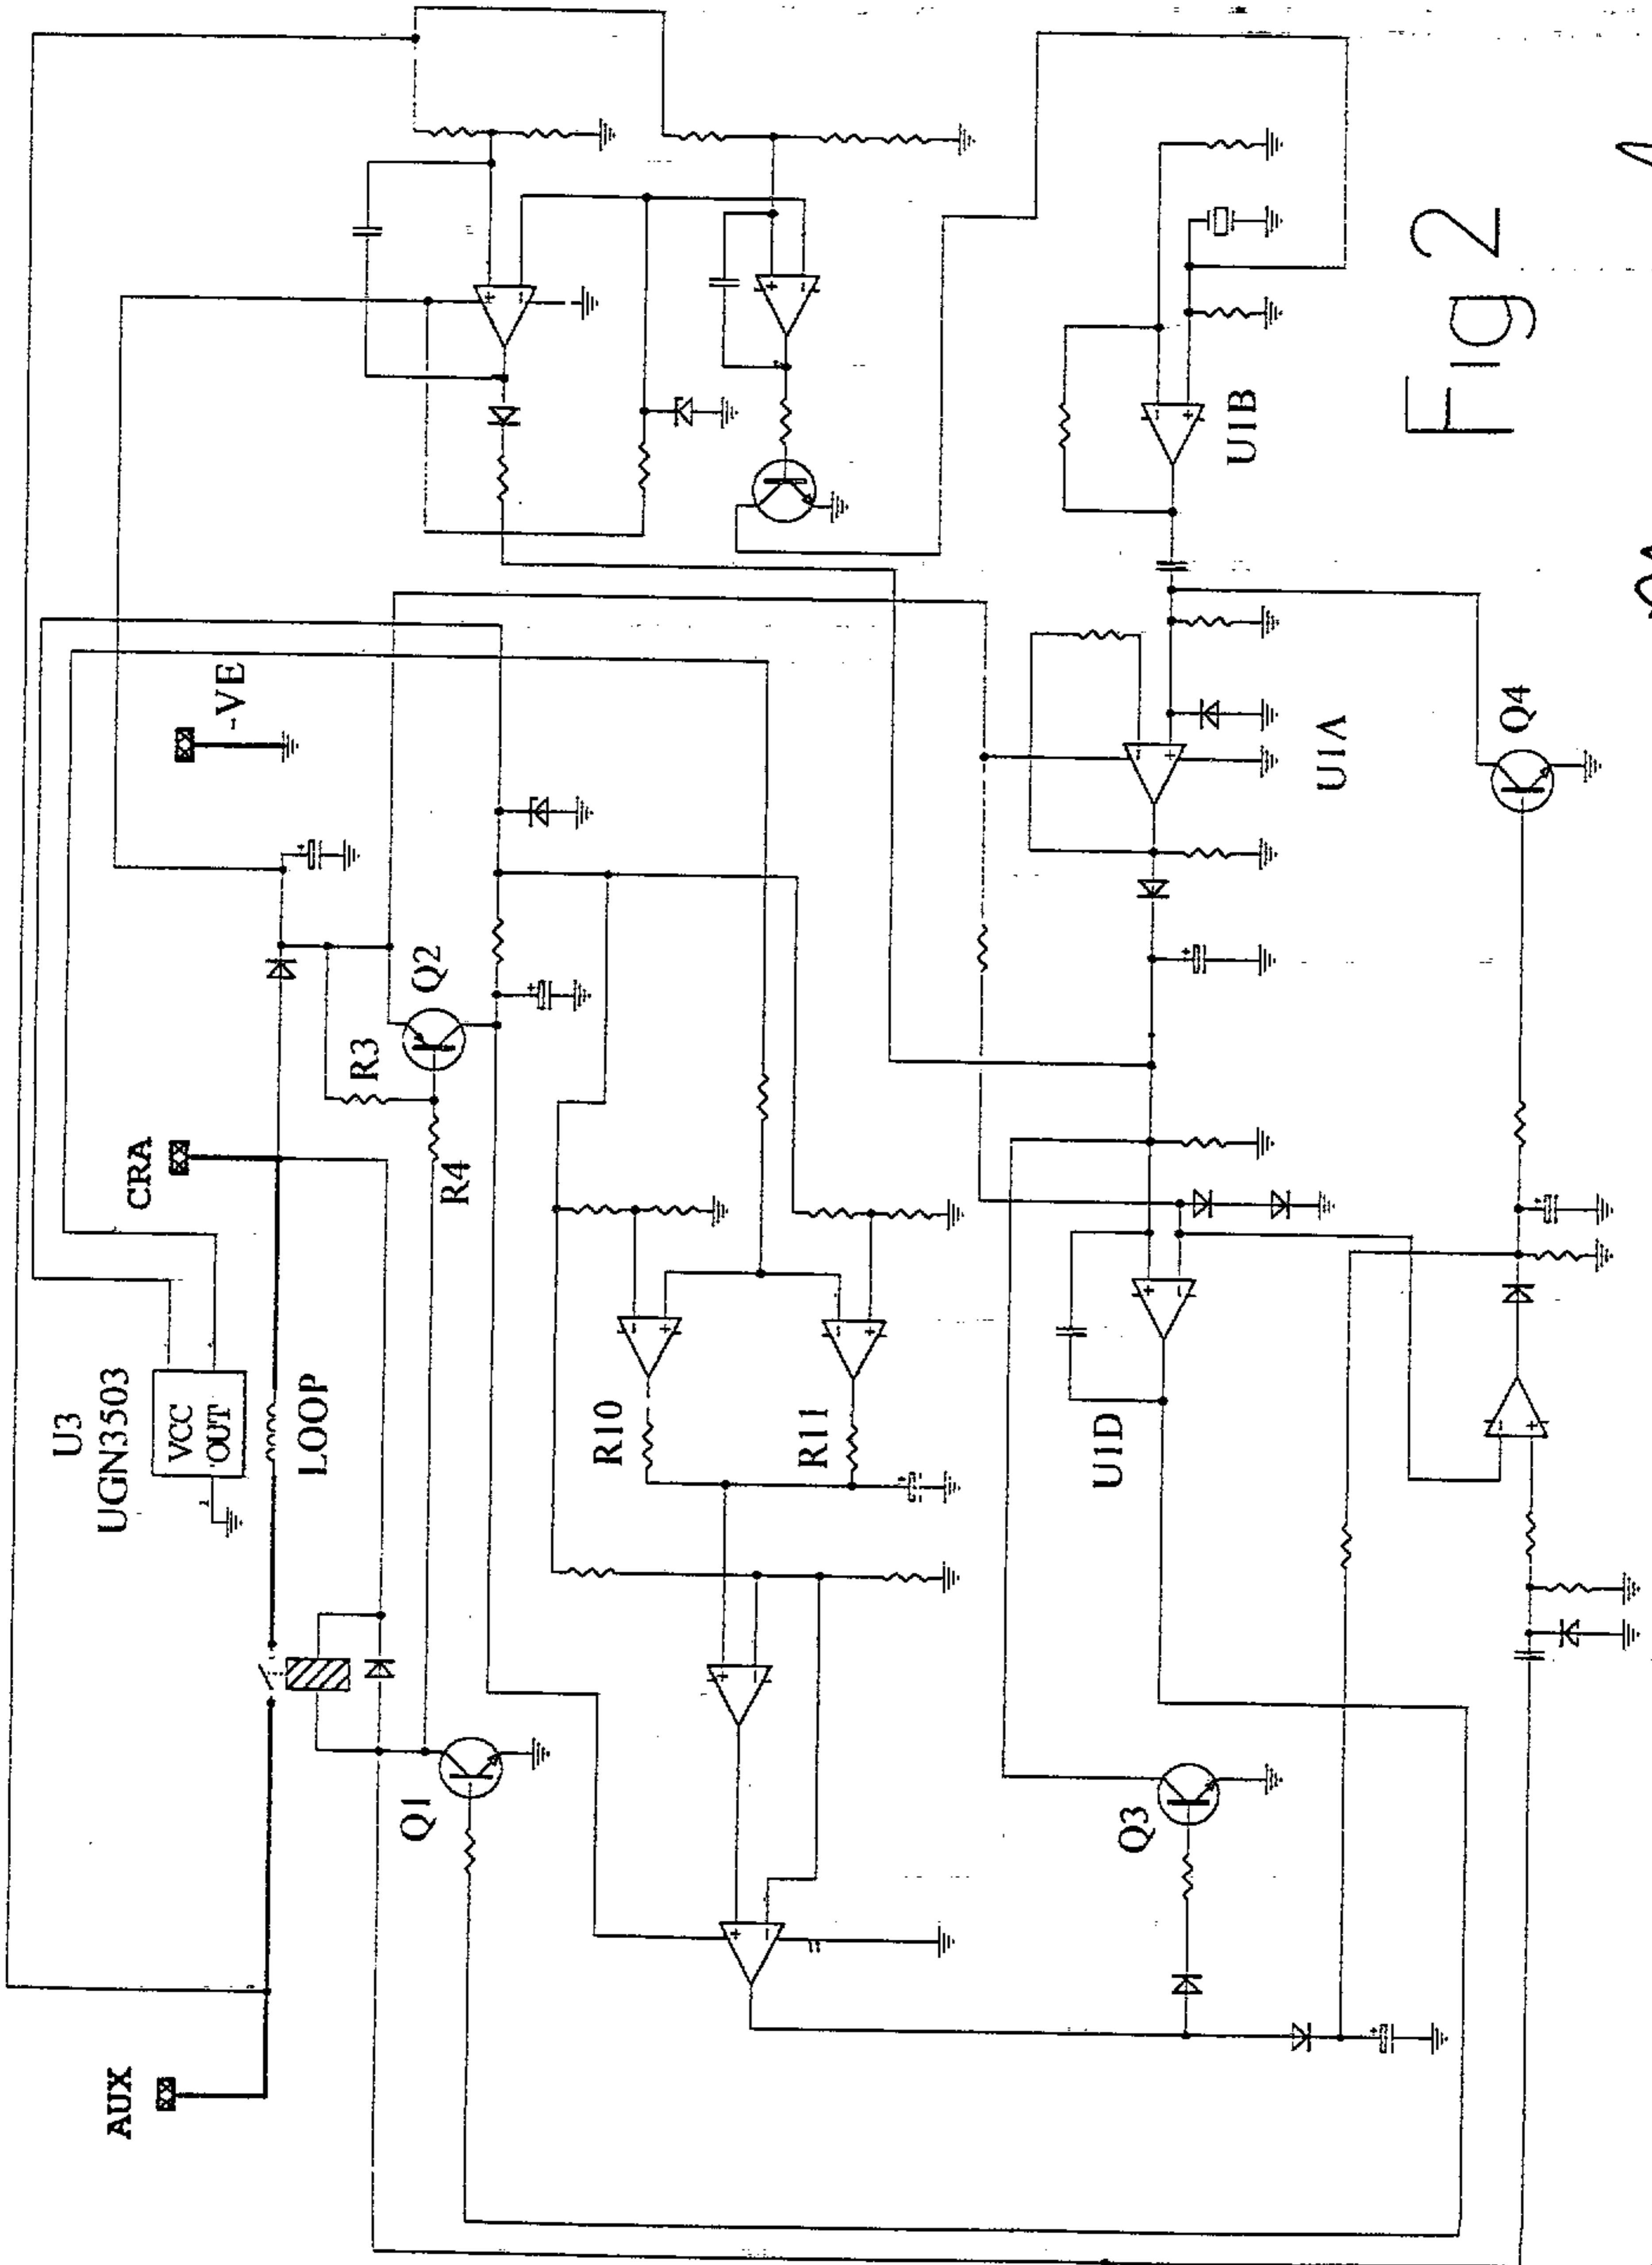 AUX
CRA
-VE
U3
UGN3503
VCC
OUT
LOOP
R3
Q2
R4
Q1
R10
R11
U1D
Q3
U1A
U1B
Q4
Fig 2